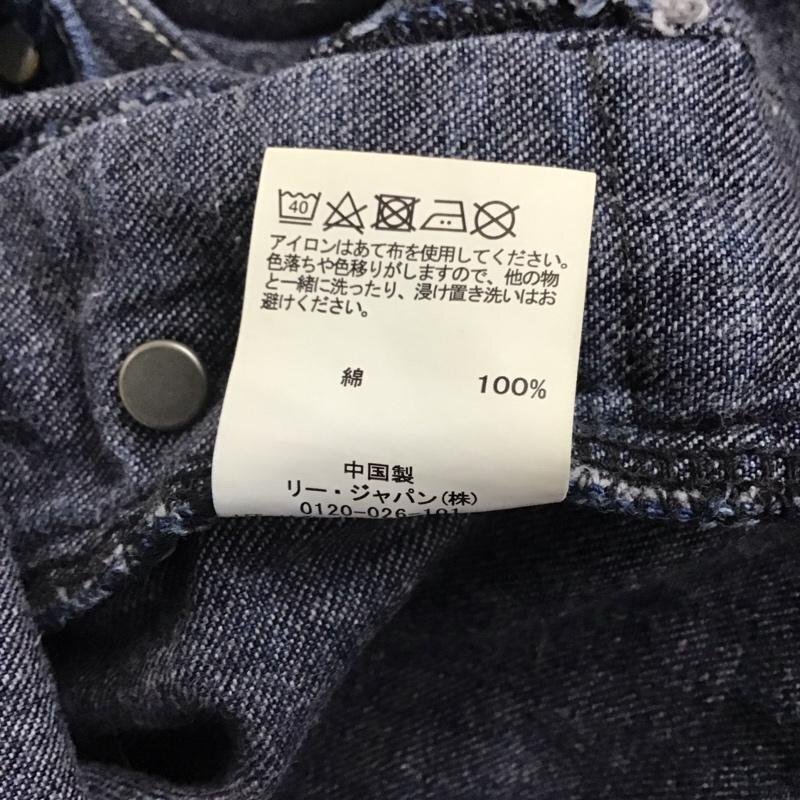 40
アイロンはあて布を使用してください。
色落ちや色移りがしますので、他の物
と一緒に洗ったり、浸け置き洗いはお
避けください。
綿 100%
中国製
リー・ジャパン(株)
0120-026-101